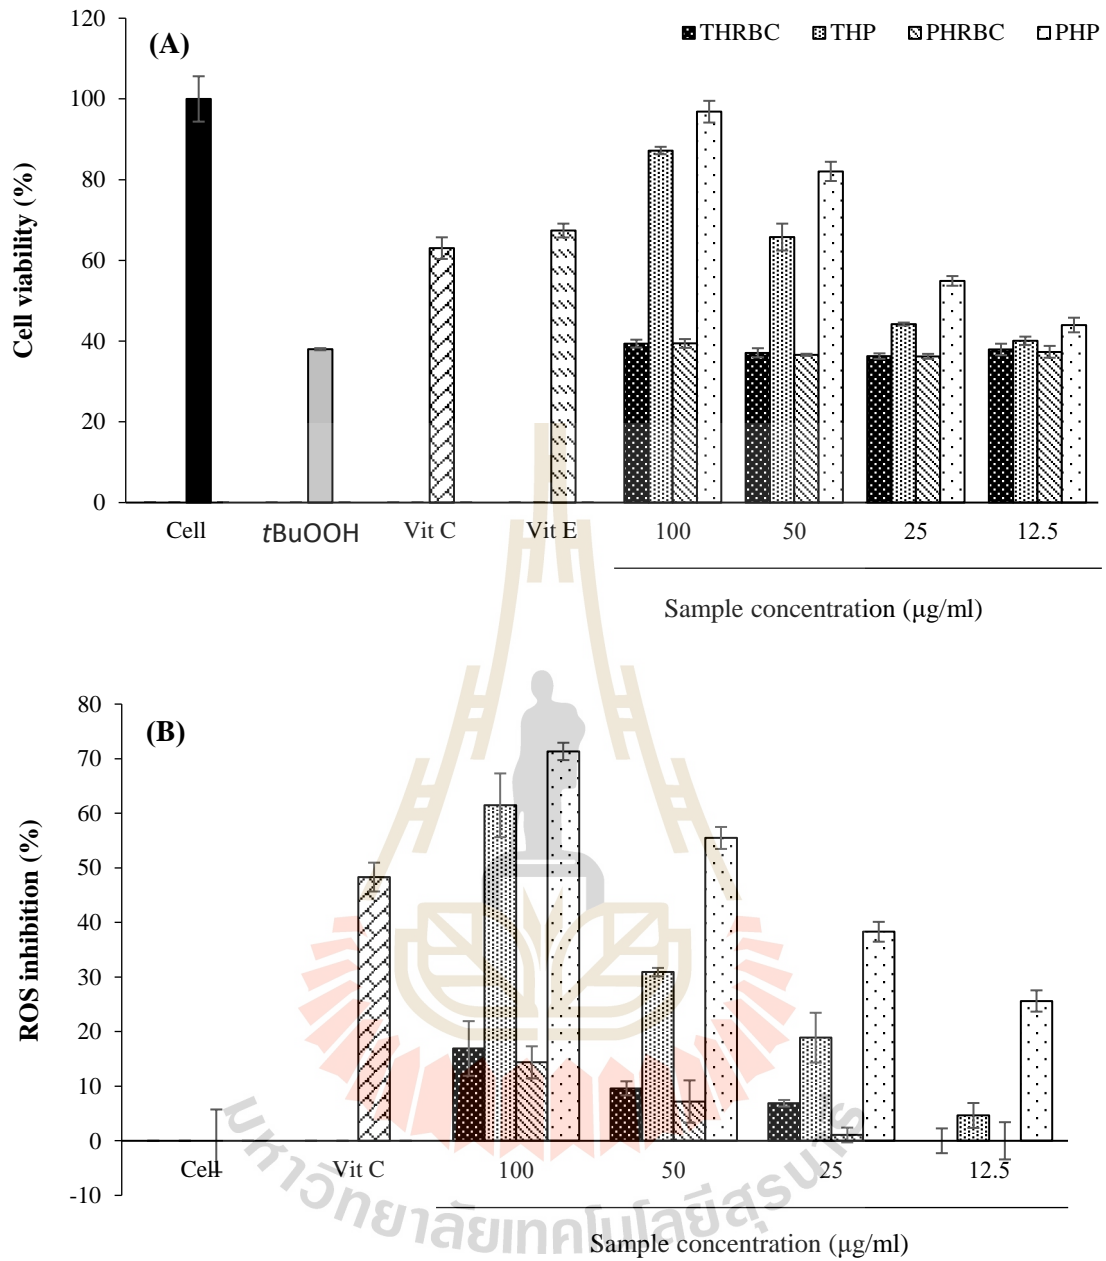 (A)
THRBC THP PHRBC PHP
Cell viability (%)
120
100
80
60
40
20
0
Cell tBuOOH Vit C Vit E 100 50 25 12.5
Sample concentration (µg/ml)
(B)
ROS inhibition (%)
80
70
60
50
40
30
20
10
0
-10
Cell Vit C 100 50 25 12.5
Sample concentration (µg/ml)
มหาวิทยาลัยเทคโนโลยีสุรนารี